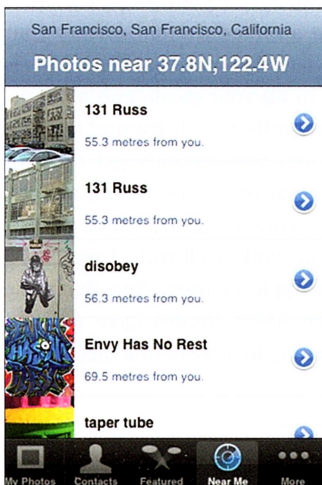 San Francisco, San Francisco, California
Photos near 37.8N,122.4W
131 Russ
55.3 metres from you.
131 Russ
55.3 metres from you.
disobey
56.3 metres from you.
Envy Has No Rest
69.5 metres from you.
taper tube
My Photos Contacts Featured Near Me More